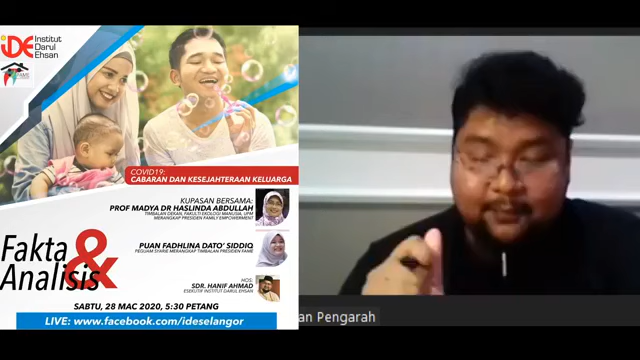 iDE Institut
Darul
Ehsan
COVID19:
CABARAN DAN KESEJAHTERAAN KELUARGA
KUPASAN BERSAMA:
PROF MADYA DR HASLINDA ABDULLAH
TIMBALAN DEKAN, FAKULTI EKOLOGI MANUSIA, UPM
MERANGKAP PRESIDEN FAMILY EMPOWERMENT
PUAN FADHLINA DATO' SIDDIQ
PEGUAM SYARIE MERANGKAP TIMBALAN PRESIDEN FAME
Fakta &
Analisis
HOS:
SDR. HANIF AHMAD
ESEKUTIF INSTITUT DARUL EHSAN
SABTU, 28 MAC 2020, 5:30 PETANG
LIVE: www.facebook.com/ideselangor
an Pengarah